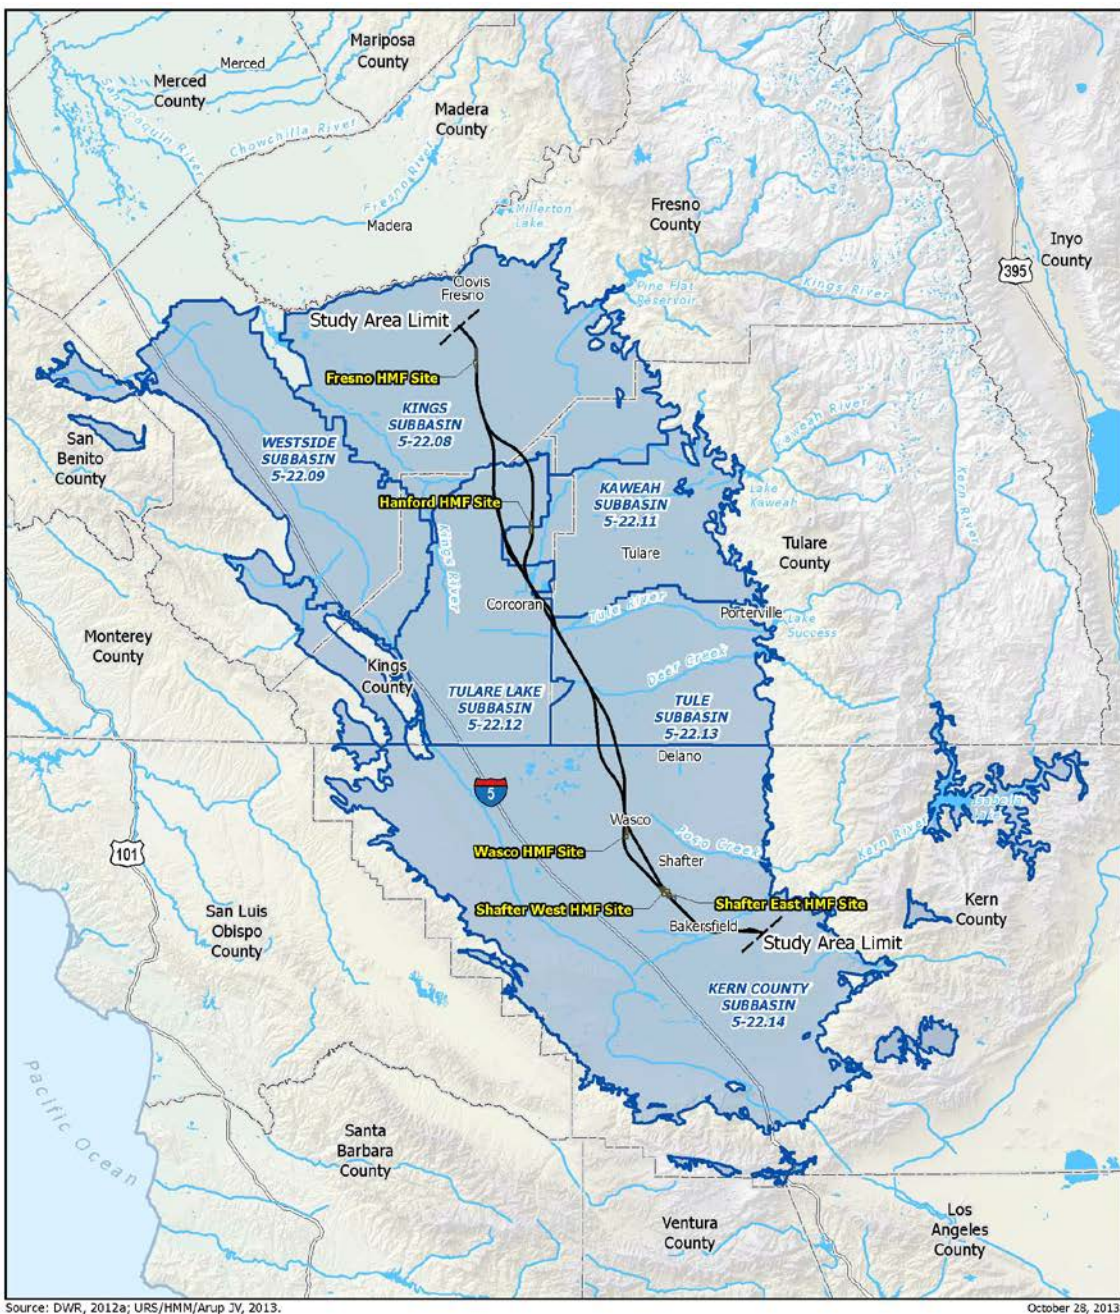 Mariposa
County
Merced
Merced
County
Madera
County
San Joaquin River
Chowchilla River
Fresno River
Madera
Millerton
Lake
Fresno
County
Inyo
County
395
Pine Flat
Reservoir
Kings River
Clovis
Fresno
Study Area Limit
Fresno HMF Site
KINGS
SUBBASIN
5-22.08
WESTSIDE
SUBBASIN
5-22.09
San
Benito
County
Kaweah River
KAWEAH
SUBBASIN
5-22.11
Hanford HMF Site
Lake
Kaweah
Kern River
Kings River
Tulare
Tulare
County
Corcoran
Tule River
Porterville
Lake
Success
Monterey
County
Kings
County
Deer Creek
TULARE LAKE
SUBBASIN
5-22.12
TULE
SUBBASIN
5-22.13
Delano
5
Isabella
Lake
Wasco
Poso Creek
Kern River
101
Wasco HMF Site
Shafter
Shafter West HMF Site
Shafter East HMF Site
Kern
County
San Luis
Obispo
County
Bakersfield
Study Area Limit
KERN COUNTY
SUBBASIN
5-22.14
Pacific Ocean
Santa
Barbara
County
Ventura
County
Los
Angeles
County
Source: DWR, 2012a; URS/HMM/Arup JV, 2013.
October 28, 2013